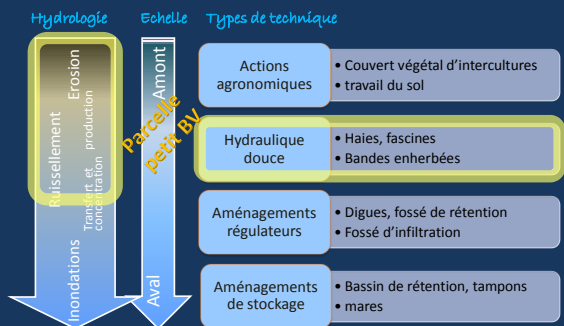 Hydrologie
Echelle
Types de technique
Erosion
production
Ruissellement
Transfert et
concentration
Inondations
Amont
Parcelle
petit BV
Aval
Actions
agronomiques
• Couvert végétal d'intercultures
• travail du sol
Hydraulique
douce
• Haies, fascines
• Bandes enherbées
Aménagements
régulateurs
• Digues, fossé de rétention
• Fossé d'infiltration
Aménagements
de stockage
• Bassin de rétention, tampons
• mares